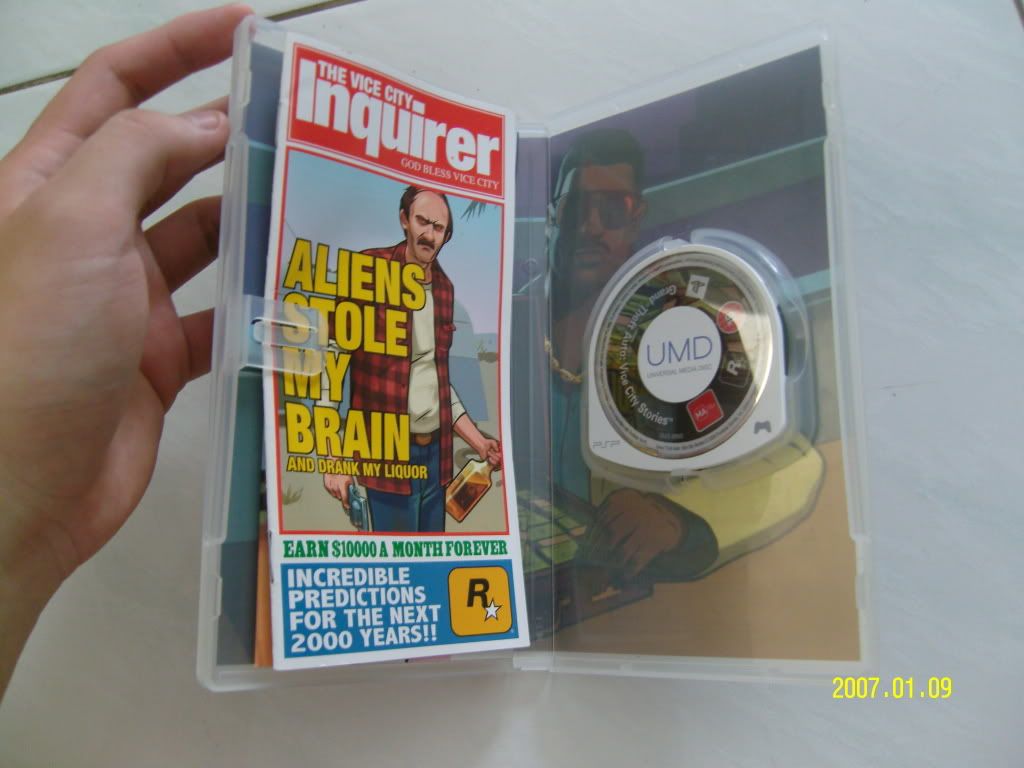 THE VICE CITY
Inquirer
GOD BLESS VICE CITY
ALIENS
STOLE
MY
BRAIN
AND DRANK MY LIQUOR
EARN $10000 A MONTH FOREVER
INCREDIBLE
PREDICTIONS
FOR THE NEXT
2000 YEARS!!
R
UMD
UNIVERSAL MEDIA DISC
Grand Theft Auto: Vice City Stories™
R
MA
PSP
2007.01.09